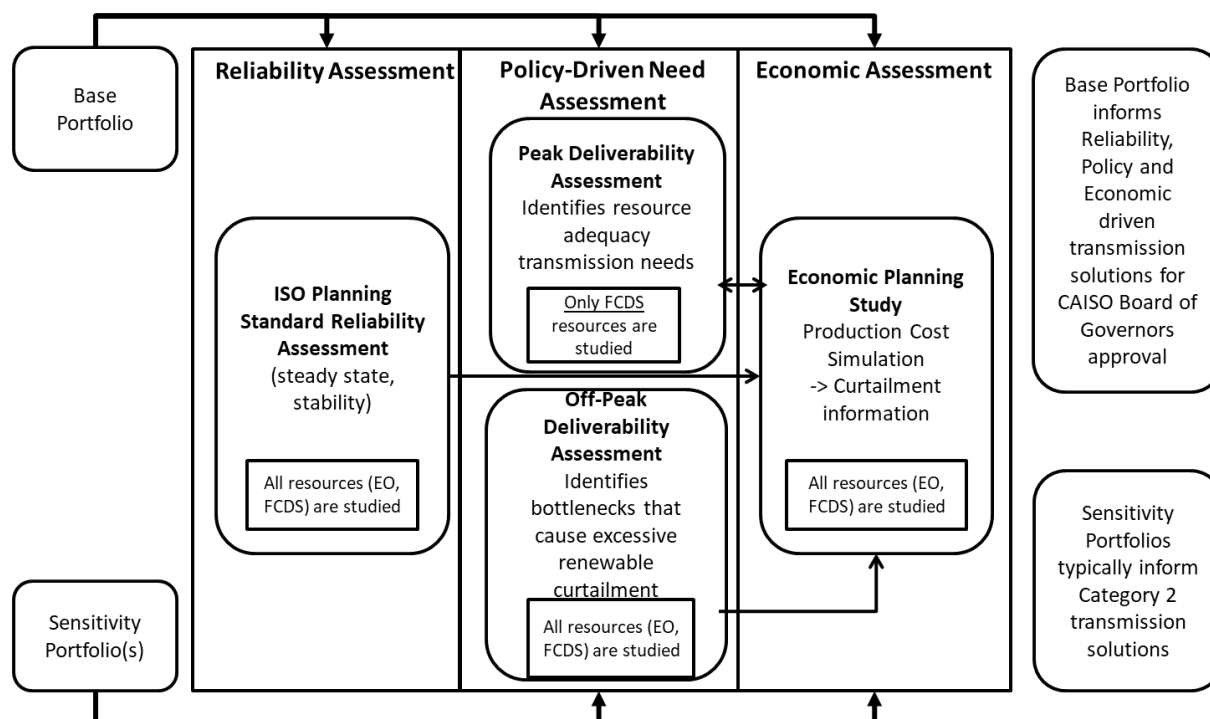 Base
Portfolio
Reliability Assessment
ISO Planning
Standard Reliability
Assessment
(steady state,
stability)
All resources (EO,
FCDS) are studied
Policy-Driven Need
Assessment
Peak Deliverability
Assessment
Identifies resource
adequacy
transmission needs
Only FCDS
resources are
studied
Off-Peak
Deliverability
Assessment
Identifies
bottlenecks that
cause excessive
renewable
curtailment
All resources (EO,
FCDS) are studied
Economic Assessment
Economic Planning
Study
Production Cost
Simulation
-> Curtailment
information
All resources (EO,
FCDS) are studied
Base Portfolio
informs
Reliability,
Policy and
Economic
driven
transmission
solutions for
CAISO Board of
Governors
approval
Sensitivity
Portfolio(s)
Sensitivity
Portfolios
typically inform
Category 2
transmission
solutions